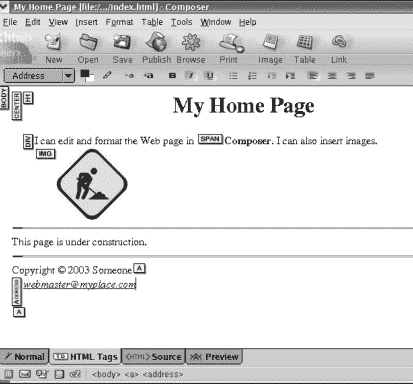 My Home Page [file:/.../index.html] - Composer
File Edit View Insert Format Table Tools Window Help
New Open Save Publish Browse Print Image Table Link
Address B I U
BODY CENTER H1
My Home Page
DIV I can edit and format the Web page in SPAN Composer. I can also insert images.
IMG
This page is under construction.
Copyright © 2003 Someone A
ADDRESS webmaster@myplace.com
A
Normal TD HTML Tags <HTML> Source Preview
<body> <a> <address>